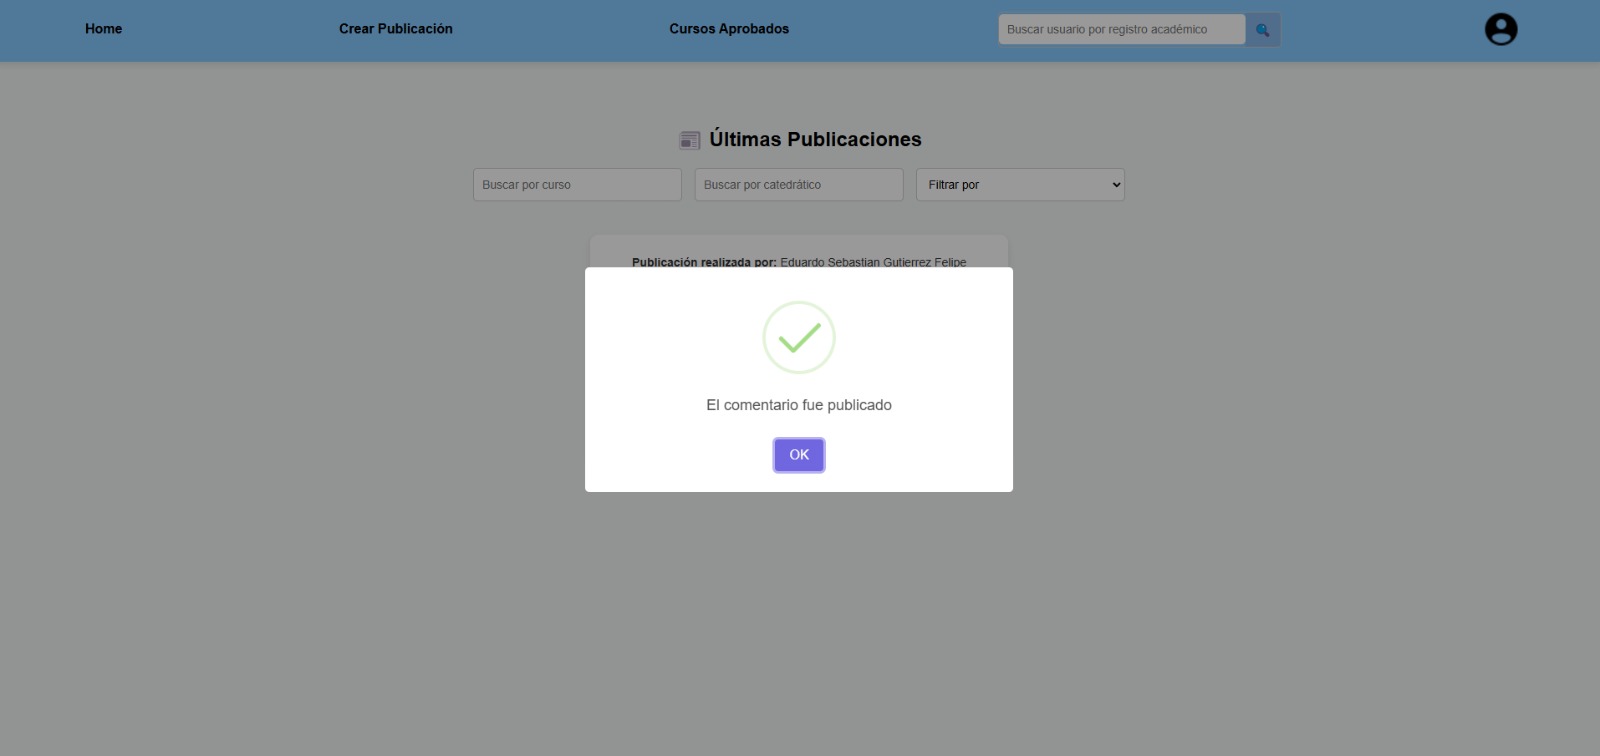 Home
Crear Publicación
Cursos Aprobados
Buscar usuario por registro académico
Últimas Publicaciones
Buscar por curso
Buscar por catedrático
Filtrar por
Publicación realizada por: Eduardo Sebastian Gutierrez Felipe
El comentario fue publicado
OK